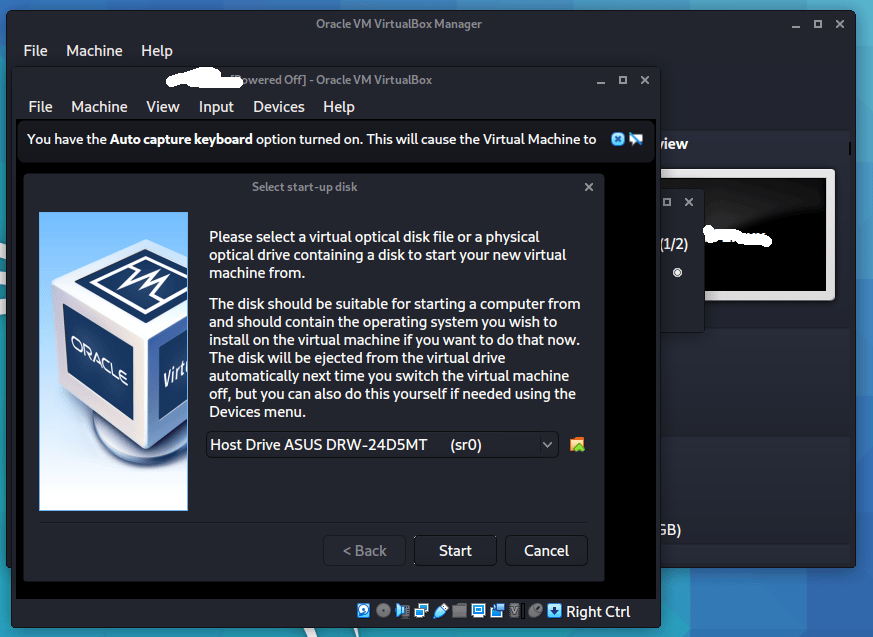 Oracle VM VirtualBox Manager
File Machine Help
[Powered Off] - Oracle VM VirtualBox
File Machine View Input Devices Help
You have the Auto capture keyboard option turned on. This will cause the Virtual Machine to
Select start-up disk
Please select a virtual optical disk file or a physical
optical drive containing a disk to start your new virtual
machine from.
The disk should be suitable for starting a computer from
and should contain the operating system you wish to
install on the virtual machine if you want to do that now.
The disk will be ejected from the virtual drive
automatically next time you switch the virtual machine
off, but you can also do this yourself if needed using the
Devices menu.
ORACLE
Virt
Host Drive ASUS DRW-24D5MT (sr0)
< Back Start Cancel
Right Ctrl
view
(1/2)
GB)